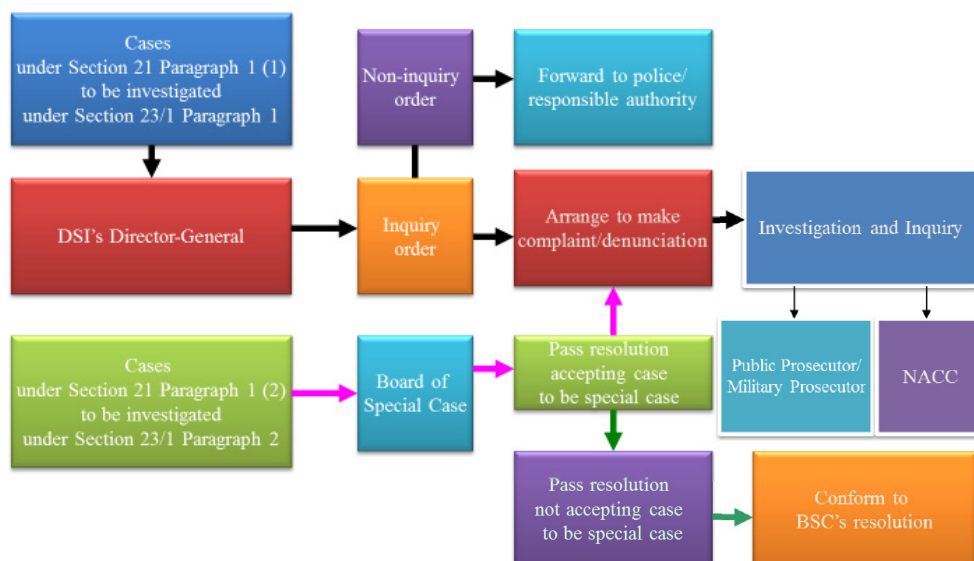 Cases
under Section 21 Paragraph 1 (1)
to be investigated
under Section 23/1 Paragraph 1
Non-inquiry
order
Forward to police/
responsible authority
DSI's Director-General
Inquiry
order
Arrange to make
complaint/denunciation
Investigation and Inquiry
Public Prosecutor/
Military Prosecutor
NACC
Cases
under Section 21 Paragraph 1 (2)
to be investigated
under Section 23/1 Paragraph 2
Board of
Special Case
Pass resolution
accepting case
to be special case
Pass resolution
not accepting case
to be special case
Conform to
BSC's resolution